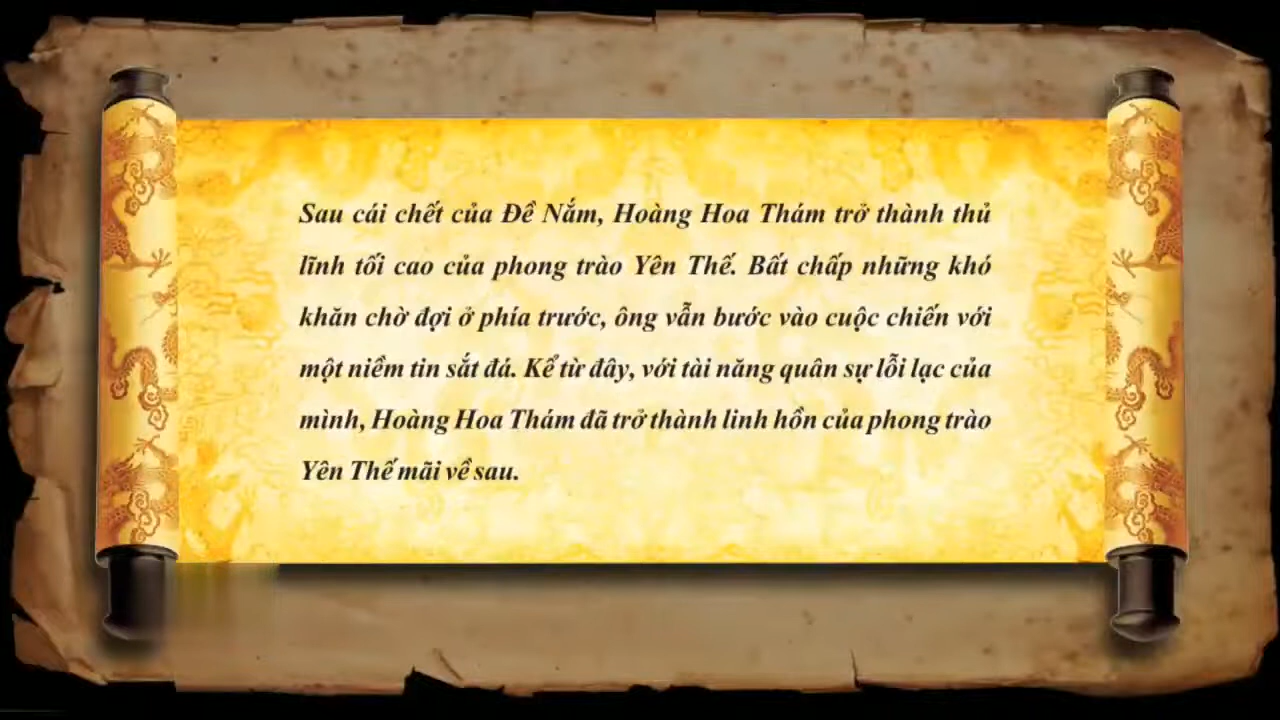 Sau cái chết của Đề Nắm, Hoàng Hoa Thám trở thành thủ
lĩnh tối cao của phong trào Yên Thế. Bất chấp những khó
khăn chờ đợi ở phía trước, ông vẫn bước vào cuộc chiến với
một niềm tin sắt đá. Kể từ đây, với tài năng quân sự lỗi lạc của
mình, Hoàng Hoa Thám đã trở thành linh hồn của phong trào
Yên Thế mãi về sau.